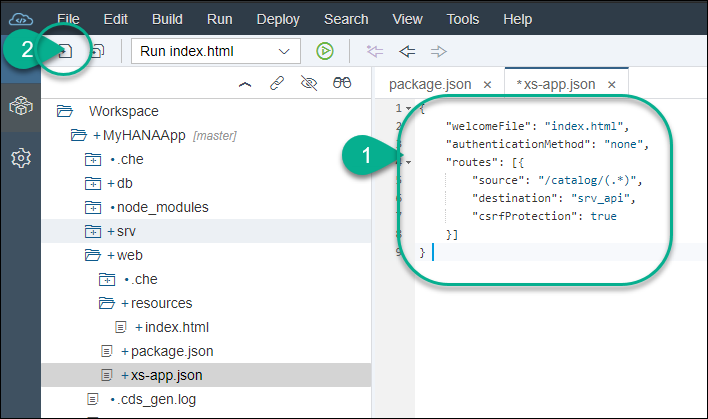 File Edit Build Run Deploy Search View Tools Help
2
Run index.html
package.json × *xs-app.json ×
Workspace
+MyHANAApp [master]
•.che
+db
•node_modules
+srv
+web
•.che
+resources
+index.html
+package.json
+xs-app.json
•.cds_gen.log
1
1 {
2 "welcomeFile": "index.html",
3 "authenticationMethod": "none",
"routes": [{
5 "source": "/catalog/(.*)",
6 "destination": "srv_api",
7 "csrfProtection": true
8 }]
9 }